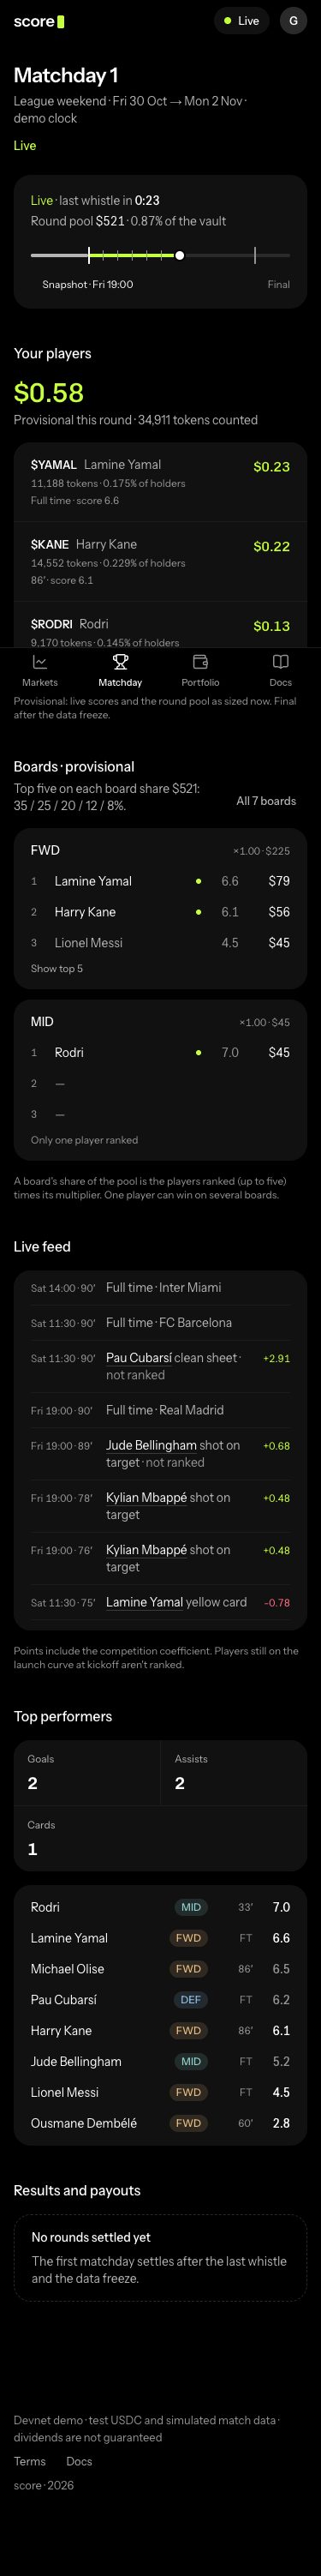 score
Live
G
Matchday 1
League weekend · Fri 30 Oct → Mon 2 Nov ·
demo clock
Live
Live · last whistle in 0:23
Round pool $521 · 0.87% of the vault
Snapshot · Fri 19:00
Final
Your players
$0.58
Provisional this round · 34,911 tokens counted
$YAMAL Lamine Yamal
$0.23
11,188 tokens · 0.175% of holders
Full time · score 6.6
$KANE Harry Kane
$0.22
14,552 tokens · 0.229% of holders
86' · score 6.1
$RODRI Rodri
$0.13
9,170 tokens · 0.145% of holders
Markets
Matchday
Portfolio
Docs
Provisional: live scores and the round pool as sized now. Final
after the data freeze.
Boards · provisional
Top five on each board share $521:
35 / 25 / 20 / 12 / 8%.
All 7 boards
FWD
×1.00 · $225
1 Lamine Yamal 6.6 $79
2 Harry Kane 6.1 $56
3 Lionel Messi 4.5 $45
Show top 5
MID
×1.00 · $45
1 Rodri 7.0 $45
2 —
3 —
Only one player ranked
A board's share of the pool is the players ranked (up to five)
times its multiplier. One player can win on several boards.
Live feed
Sat 14:00 · 90' Full time · Inter Miami
Sat 11:30 · 90' Full time · FC Barcelona
Sat 11:30 · 90' Pau Cubarsí clean sheet · +2.91
not ranked
Fri 19:00 · 90' Full time · Real Madrid
Fri 19:00 · 89' Jude Bellingham shot on +0.68
target · not ranked
Fri 19:00 · 78' Kylian Mbappé shot on +0.48
target
Fri 19:00 · 76' Kylian Mbappé shot on +0.48
target
Sat 11:30 · 75' Lamine Yamal yellow card -0.78
Points include the competition coefficient. Players still on the
launch curve at kickoff aren't ranked.
Top performers
Goals
2
Assists
2
Cards
1
Rodri MID 33' 7.0
Lamine Yamal FWD FT 6.6
Michael Olise FWD 86' 6.5
Pau Cubarsí DEF FT 6.2
Harry Kane FWD 86' 6.1
Jude Bellingham MID FT 5.2
Lionel Messi FWD FT 4.5
Ousmane Dembélé FWD 60' 2.8
Results and payouts
No rounds settled yet
The first matchday settles after the last whistle
and the data freeze.
Devnet demo · test USDC and simulated match data ·
dividends are not guaranteed
Terms
Docs
score · 2026